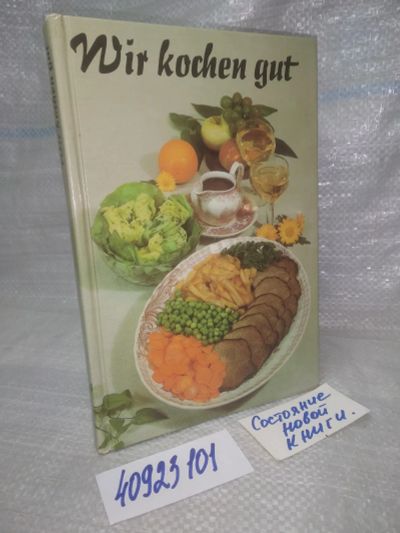 Wir kochen gut
Состояние
новой
книги.
40923101